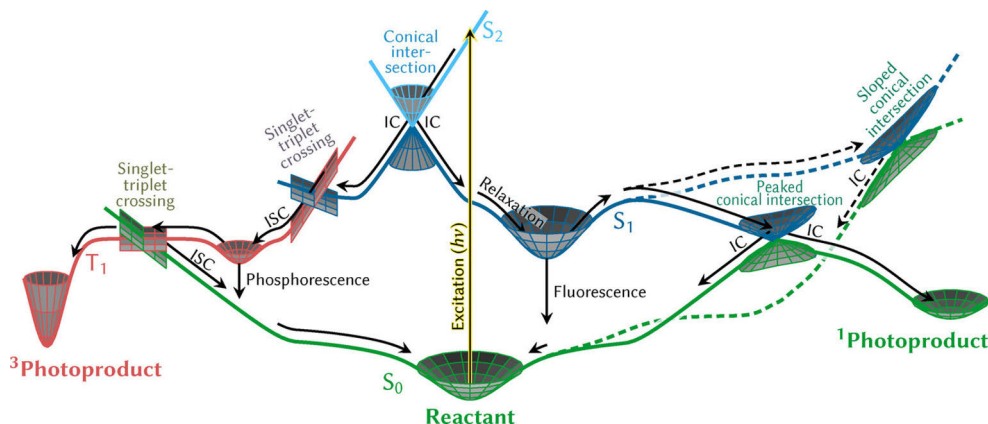 Conical
inter-
section
S₂
Sloped
conical
intersection
Singlet-
triplet
crossing
IC
IC
Singlet-
triplet
crossing
ISC
Relaxation
Peaked
conical intersection
IC
S₁
IC
IC
T₁
ISC
Phosphorescence
Excitation (hν)
Fluorescence
³Photoproduct
S₀
Reactant
¹Photoproduct